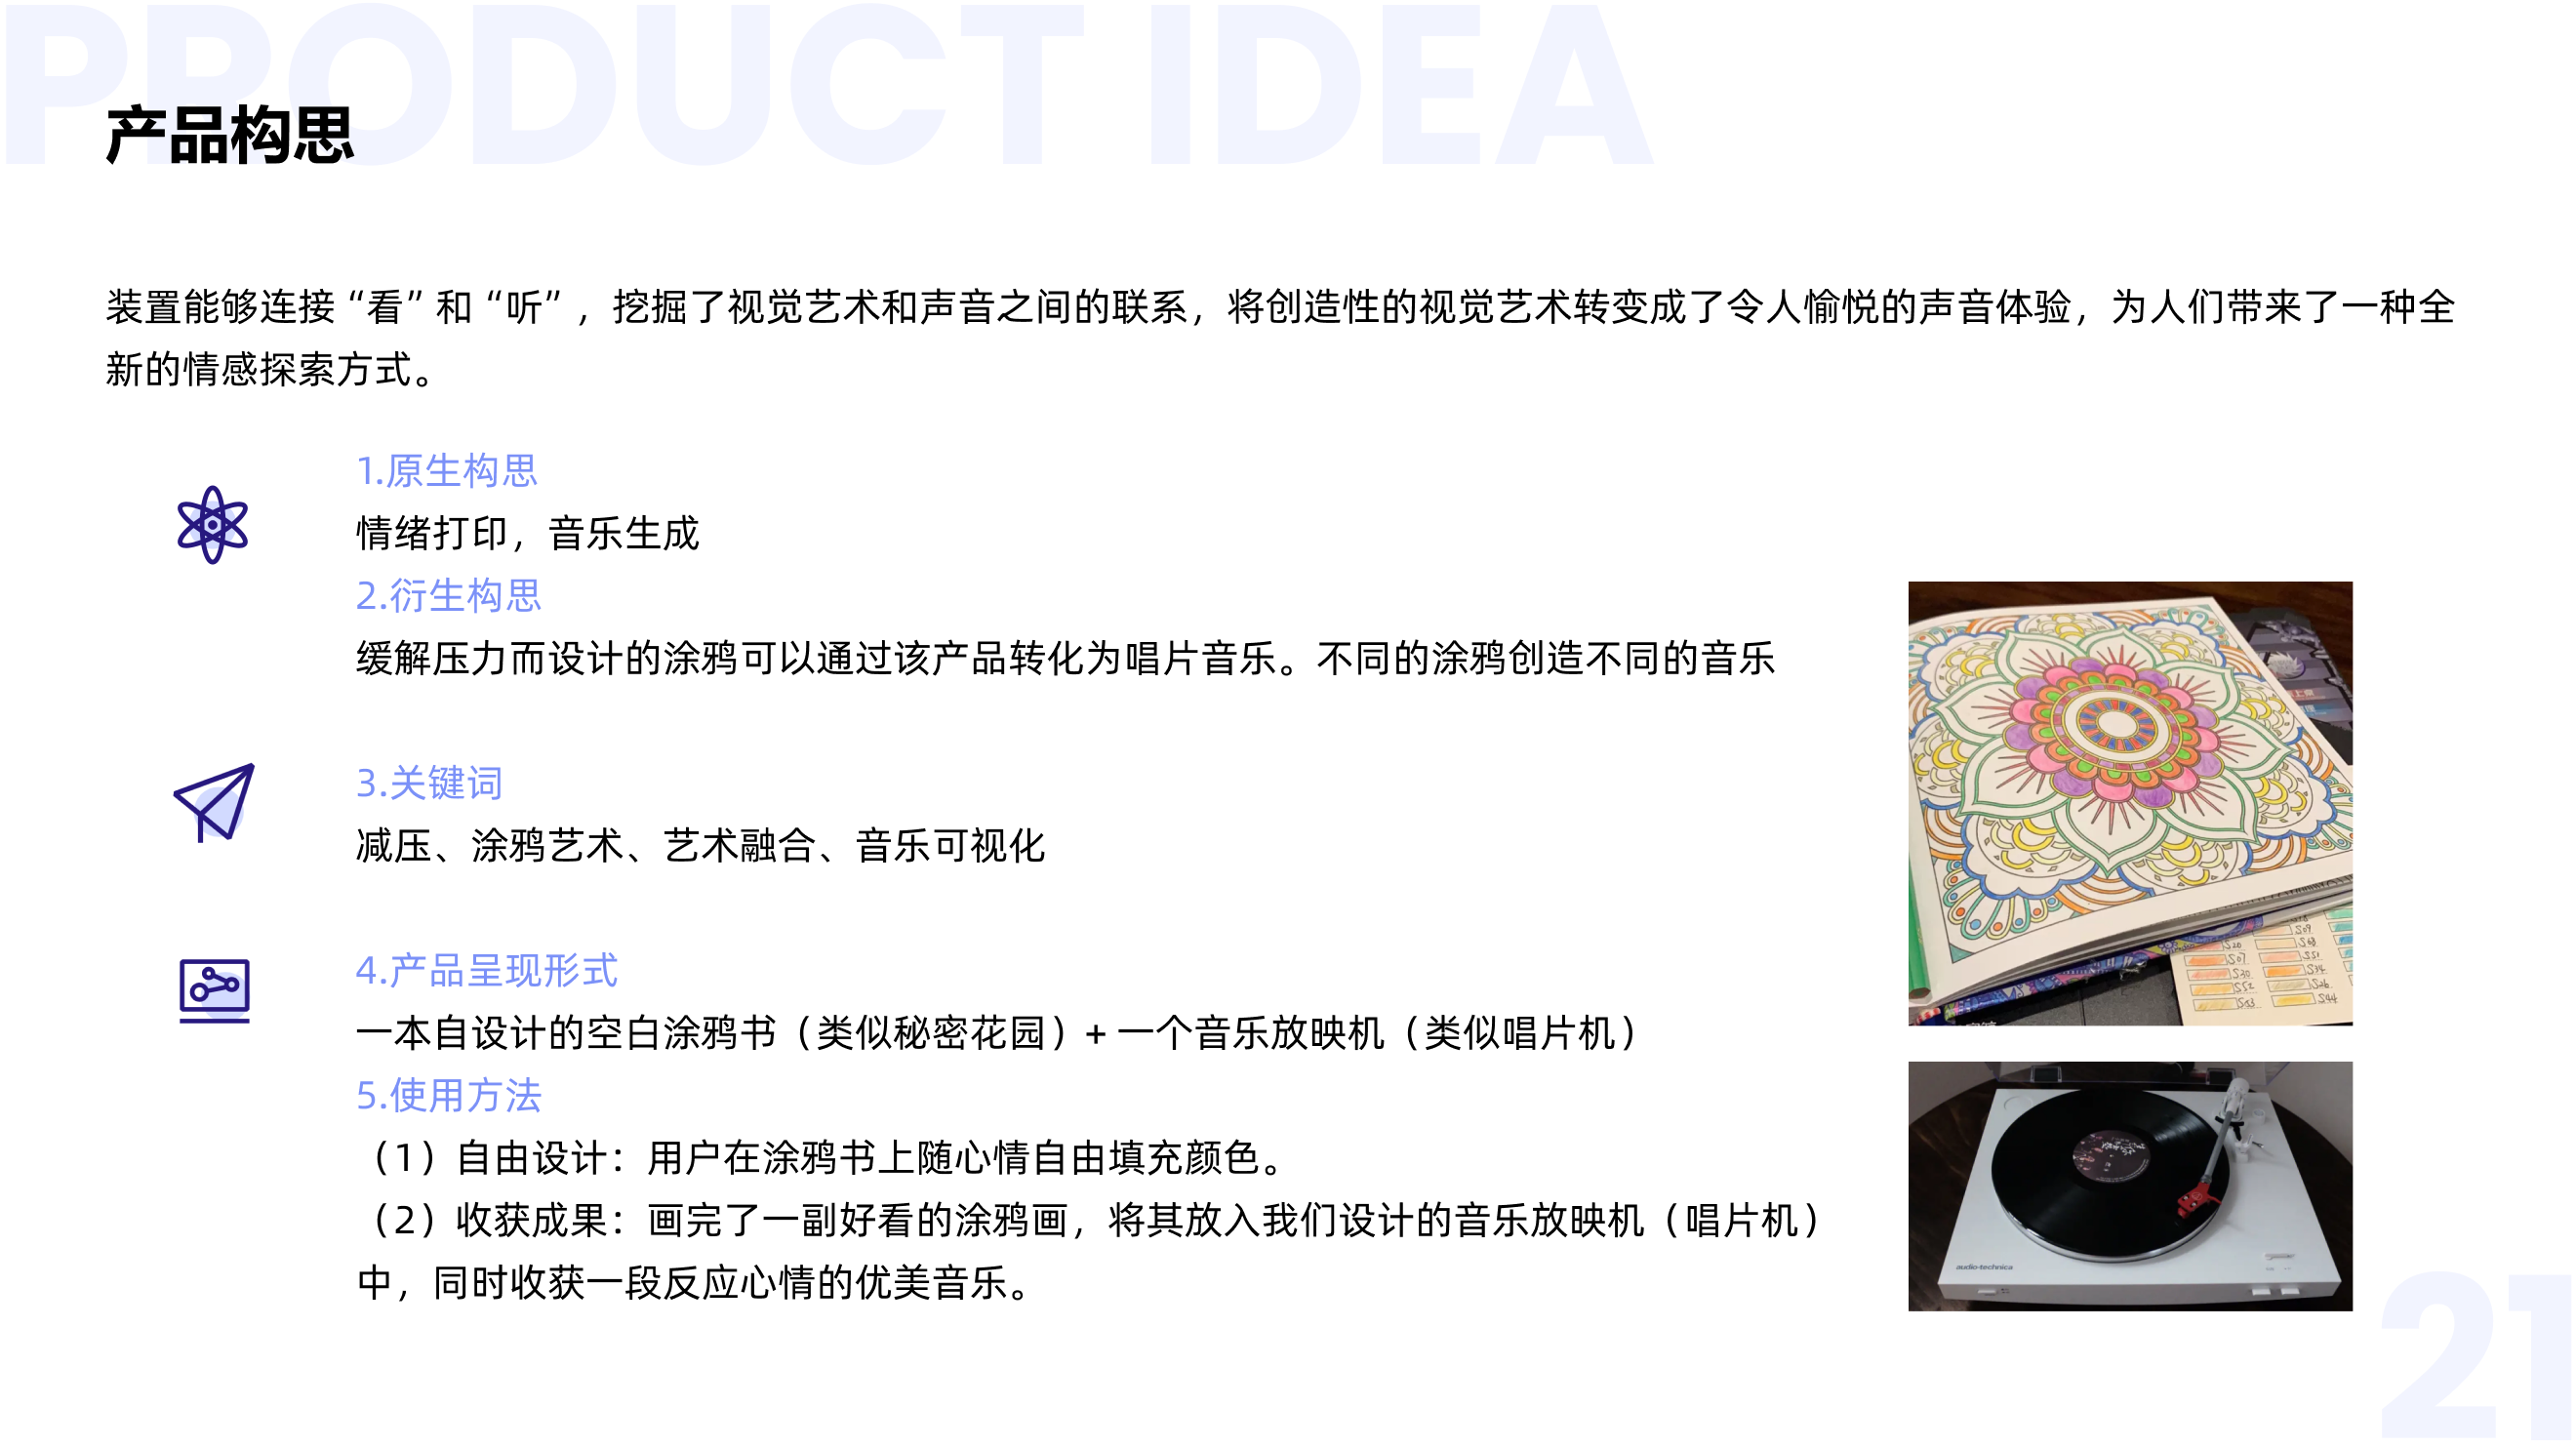 PRODUCT IDEA
产品构思
装置能够连接“看”和“听”，挖掘了视觉艺术和声音之间的联系，将创造性的视觉艺术转变成了令人愉悦的声音体验，为人们带来了一种全
新的情感探索方式。
1.原生构思
情绪打印，音乐生成
2.衍生构思
缓解压力而设计的涂鸦可以通过该产品转化为唱片音乐。不同的涂鸦创造不同的音乐
3.关键词
减压、涂鸦艺术、艺术融合、音乐可视化
4.产品呈现形式
一本自设计的空白涂鸦书（类似秘密花园）+ 一个音乐放映机（类似唱片机）
5.使用方法
（1）自由设计：用户在涂鸦书上随心情自由填充颜色。
（2）收获成果：画完了一副好看的涂鸦画，将其放入我们设计的音乐放映机（唱片机）
中，同时收获一段反应心情的优美音乐。
audio-technica
21